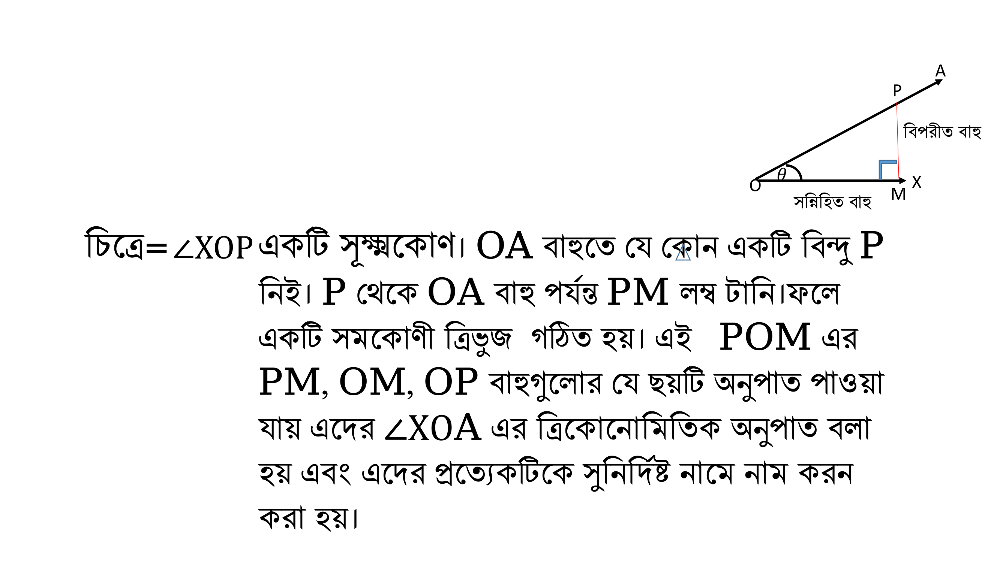 A
P
বিপরীত বাহু
θ
O
X
M
সন্নিহিত বাহু
চিত্রে= ∠XOP একটি সূক্ষ্মকোণ। OA বাহুতে যে কোন একটি বিন্দু P
নিই। P থেকে OA বাহু পর্যন্ত PM লম্ব টানি।ফলে
একটি সমকোণী ত্রিভুজ গঠিত হয়। এই POM এর
PM, OM, OP বাহুগুলোর যে ছয়টি অনুপাত পাওয়া
যায় এদের ∠XOA এর ত্রিকোনোমিতিক অনুপাত বলা
হয় এবং এদের প্রত্যেকটিকে সুনির্দিষ্ট নামে নাম করন
করা হয়।